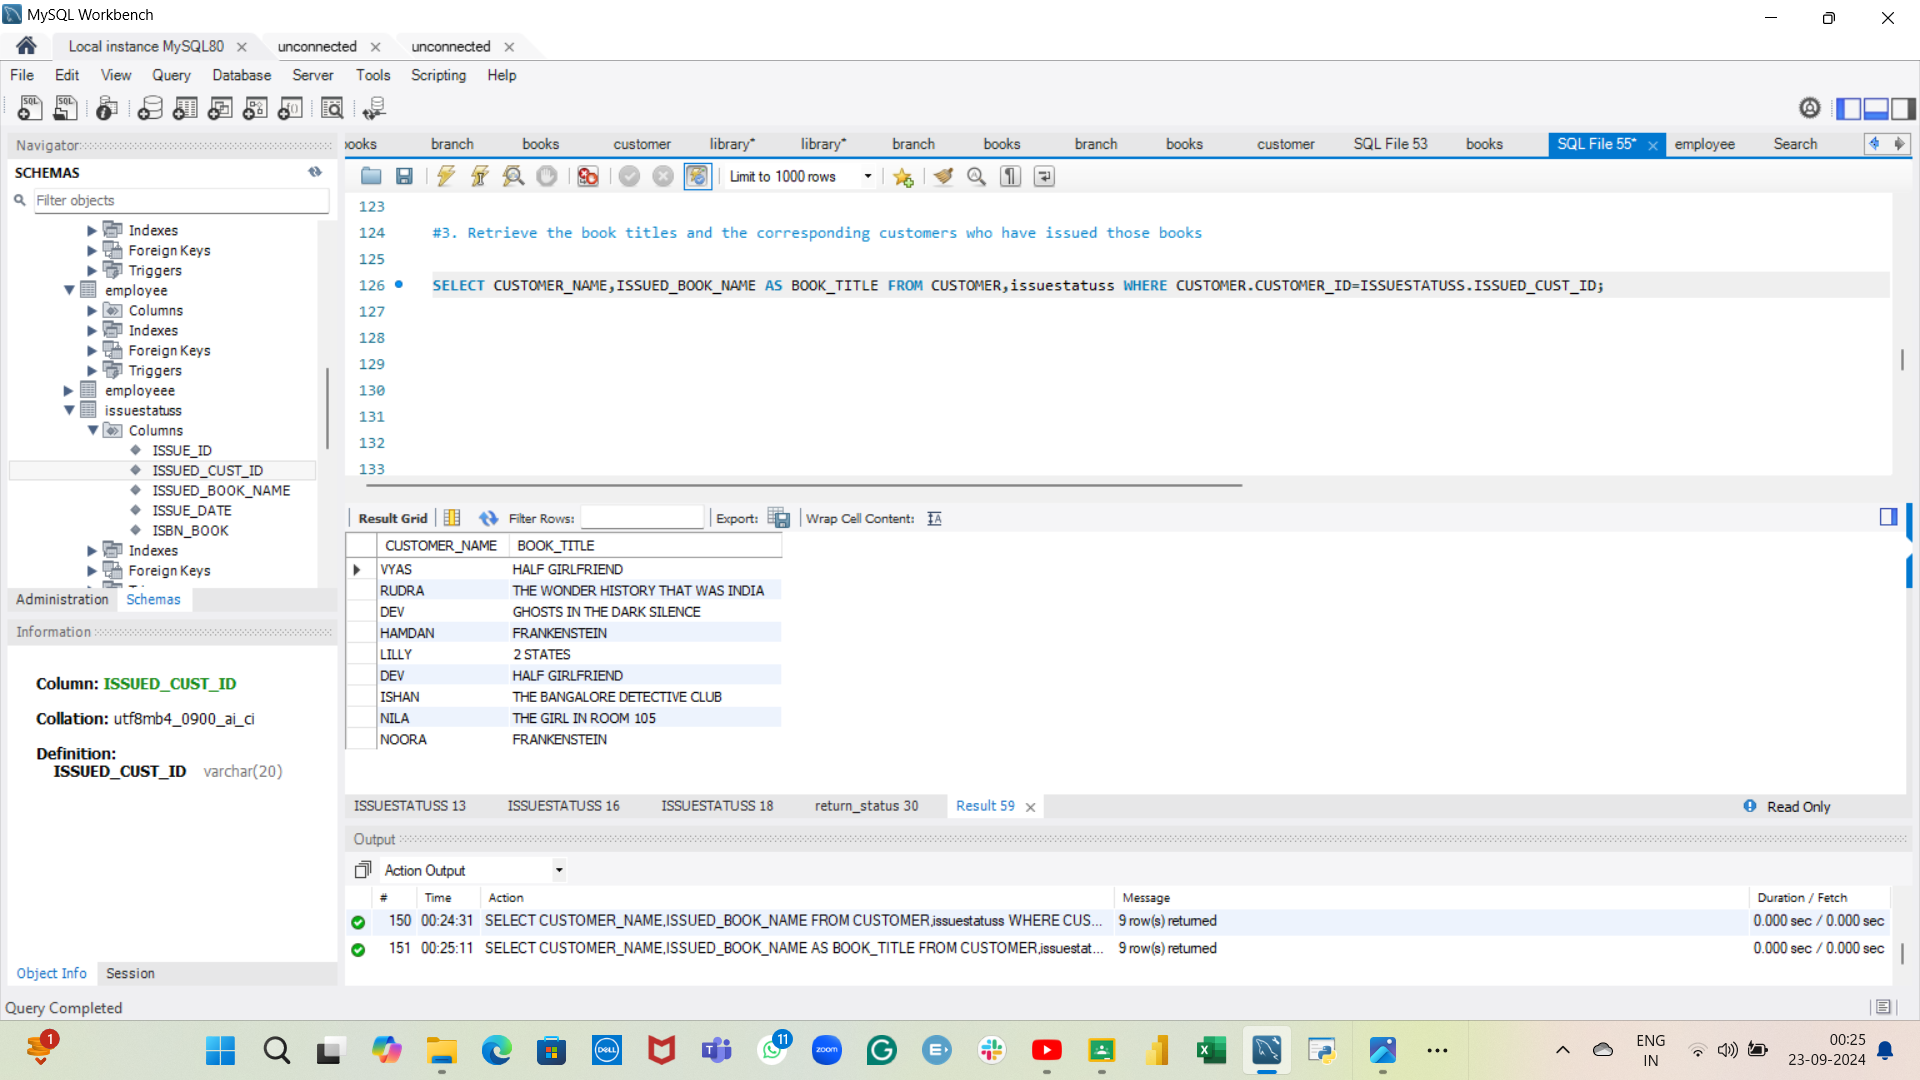 MySQL Workbench
Local instance MySQL80
unconnected
unconnected
File Edit View Query Database Server Tools Scripting Help
Navigator
SCHEMAS
Filter objects
Indexes
Foreign Keys
Triggers
employee
Columns
Indexes
Foreign Keys
Triggers
employeee
issuestatuss
Columns
ISSUE_ID
ISSUED_CUST_ID
ISSUED_BOOK_NAME
ISSUE_DATE
ISBN_BOOK
Indexes
Foreign Keys
Administration Schemas
Information
Column: ISSUED_CUST_ID
Collation: utf8mb4_0900_ai_ci
Definition:
ISSUED_CUST_ID varchar(20)
Object Info Session
Query Completed
ooks branch books customer library* library* branch books branch books customer SQL File 53 books SQL File 55* employee Search
Limit to 1000 rows
123
124 #3. Retrieve the book titles and the corresponding customers who have issued those books
125
126 SELECT CUSTOMER_NAME,ISSUED_BOOK_NAME AS BOOK_TITLE FROM CUSTOMER,issuestatuss WHERE CUSTOMER.CUSTOMER_ID=ISSUESTATUSS.ISSUED_CUST_ID;
127
128
129
130
131
132
133
Result Grid Filter Rows: Export: Wrap Cell Content:
CUSTOMER_NAME BOOK_TITLE
VYAS HALF GIRLFRIEND
RUDRA THE WONDER HISTORY THAT WAS INDIA
DEV GHOSTS IN THE DARK SILENCE
HAMDAN FRANKENSTEIN
LILLY 2 STATES
DEV HALF GIRLFRIEND
ISHAN THE BANGALORE DETECTIVE CLUB
NILA THE GIRL IN ROOM 105
NOORA FRANKENSTEIN
ISSUESTATUSS 13 ISSUESTATUSS 16 ISSUESTATUSS 18 return_status 30 Result 59 Read Only
Output
Action Output
# Time Action Message Duration / Fetch
150 00:24:31 SELECT CUSTOMER_NAME,ISSUED_BOOK_NAME FROM CUSTOMER,issuestatuss WHERE CUS... 9 row(s) returned 0.000 sec / 0.000 sec
151 00:25:11 SELECT CUSTOMER_NAME,ISSUED_BOOK_NAME AS BOOK_TITLE FROM CUSTOMER,issuestat... 9 row(s) returned 0.000 sec / 0.000 sec
1
DELL
11
zoom
ENG
IN
00:25
23-09-2024